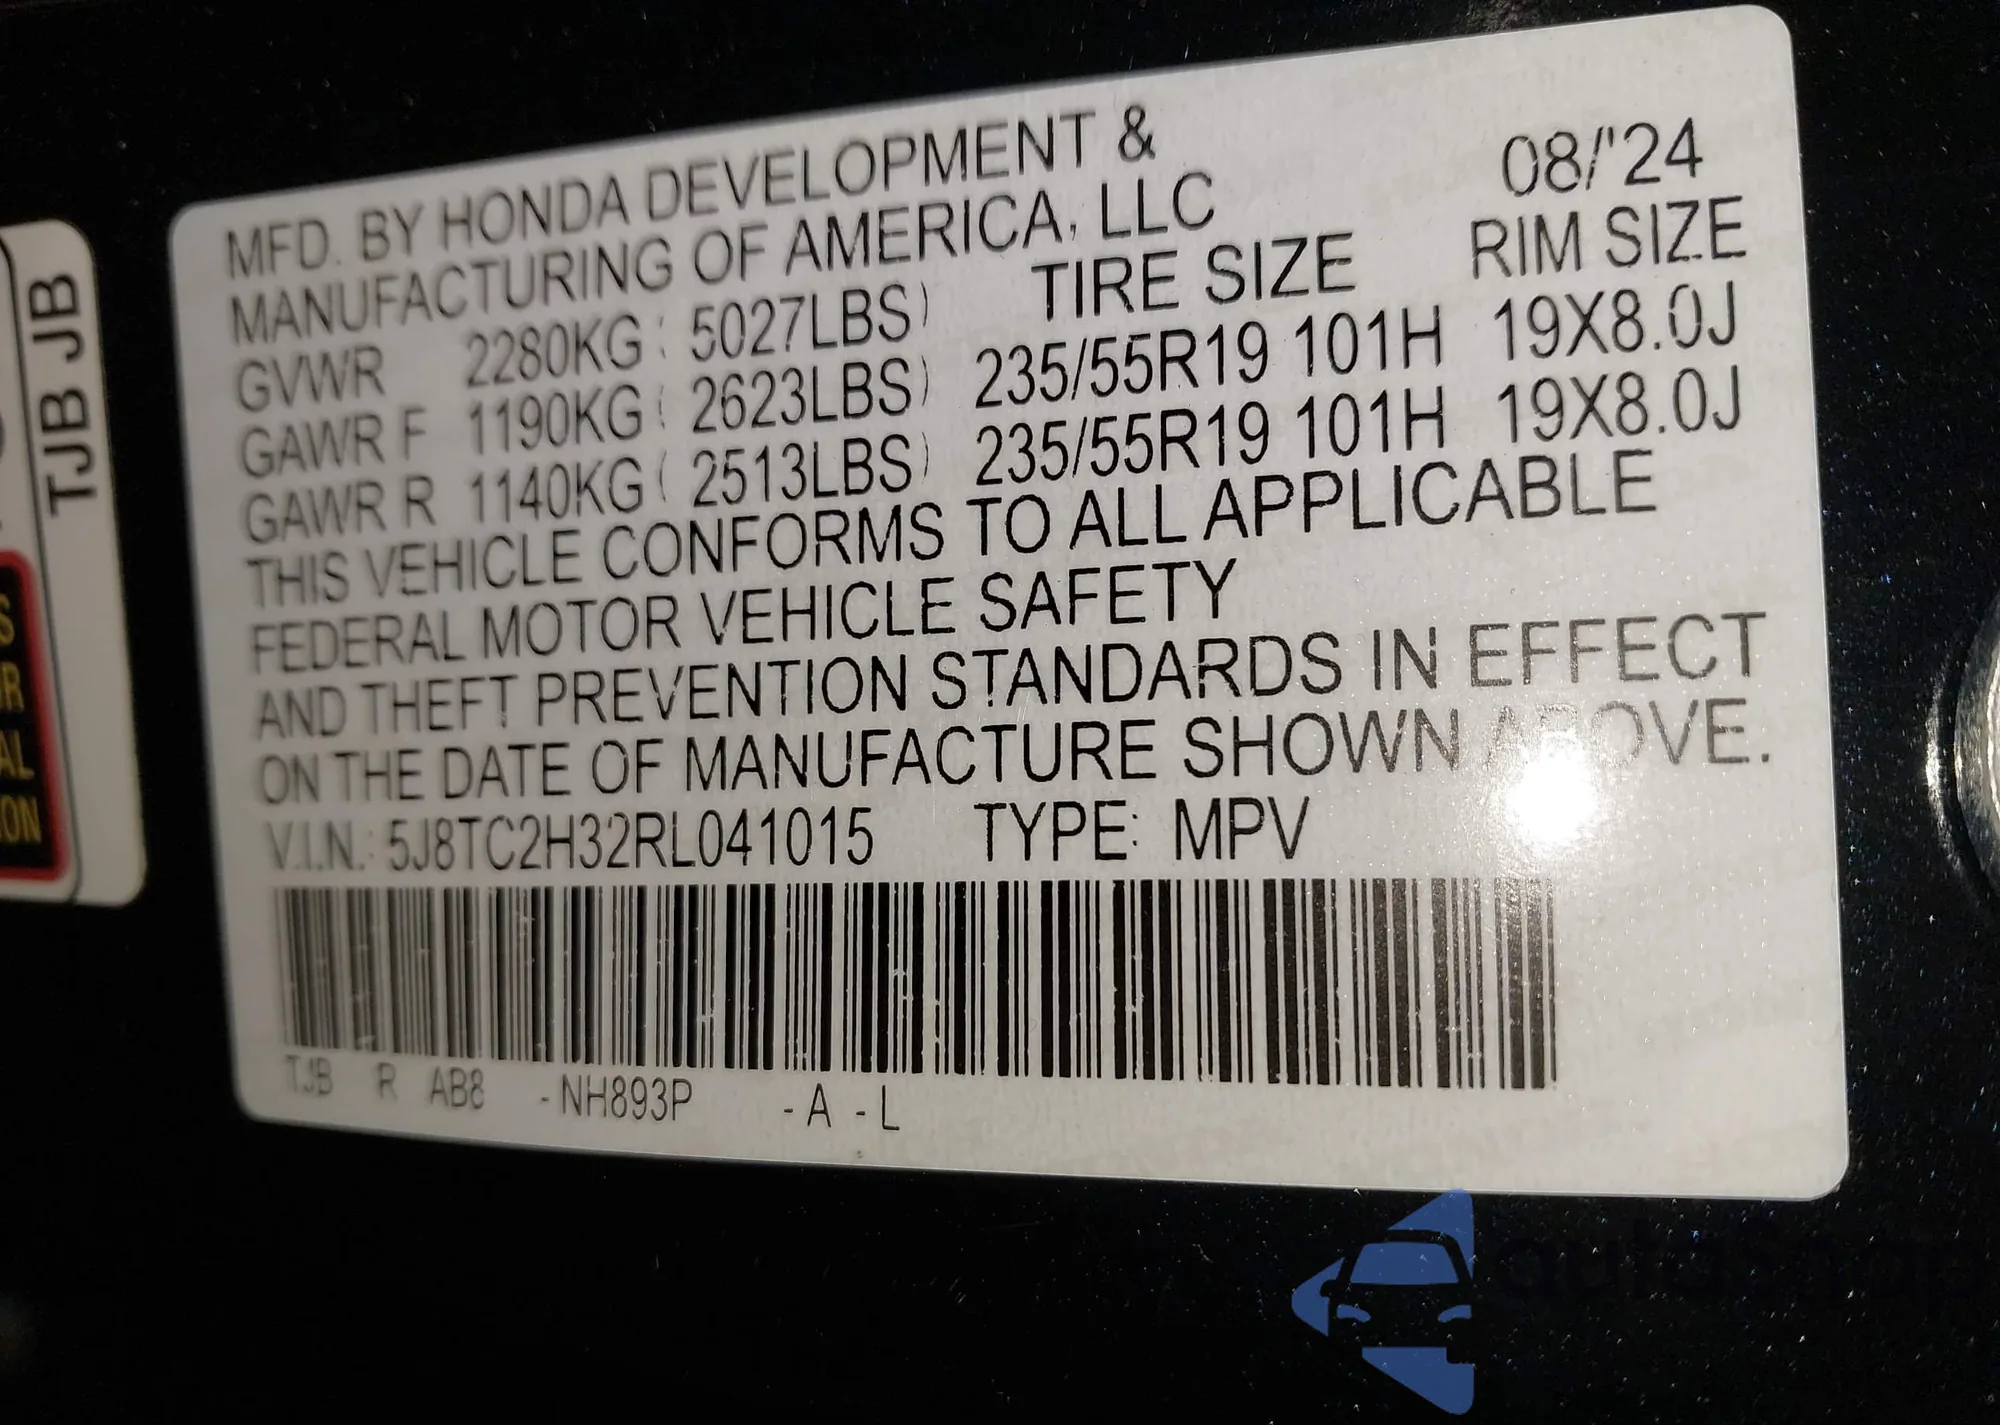 MFD. BY HONDA DEVELOPMENT & 08/'24
MANUFACTURING OF AMERICA, LLC
TIRE SIZE RIM SIZE
GVWR 2280KG( 5027LBS)
GAWR F 1190KG( 2623LBS) 235/55R19 101H 19X8.0J
GAWR R 1140KG( 2513LBS) 235/55R19 101H 19X8.0J
THIS VEHICLE CONFORMS TO ALL APPLICABLE
FEDERAL MOTOR VEHICLE SAFETY
AND THEFT PREVENTION STANDARDS IN EFFECT
ON THE DATE OF MANUFACTURE SHOWN ABOVE.
V.I.N.: 5J8TC2H32RL041015 TYPE: MPV
TJB R AB8 -NH893P -A -L
TJB JB